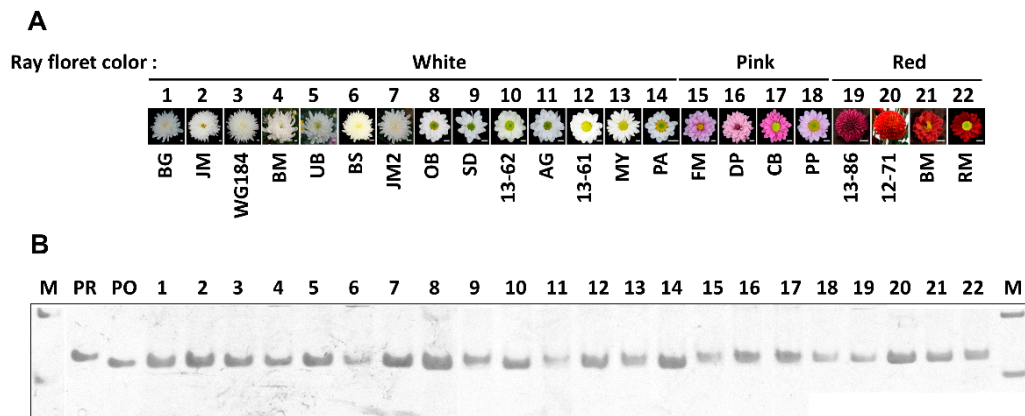 A
Ray floret color : White Pink Red
1 2 3 4 5 6 7 8 9 10 11 12 13 14 15 16 17 18 19 20 21 22
BG JM WG184 BM UB BS JM2 OB SD 13-62 AG 13-61 MY PA FM DP CB PP 13-86 12-71 BM RM
B
M PR PO 1 2 3 4 5 6 7 8 9 10 11 12 13 14 15 16 17 18 19 20 21 22 M